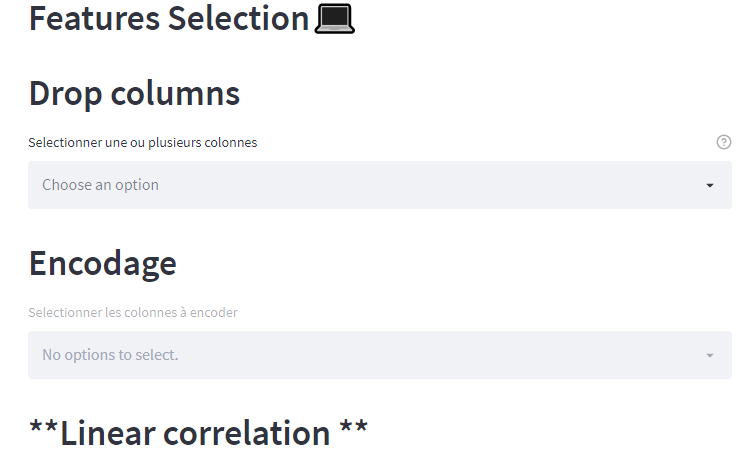 Features Selection💻
Drop columns
Selectionner une ou plusieurs colonnes
Choose an option
Encodage
Selectionner les colonnes à encoder
No options to select.
**Linear correlation **